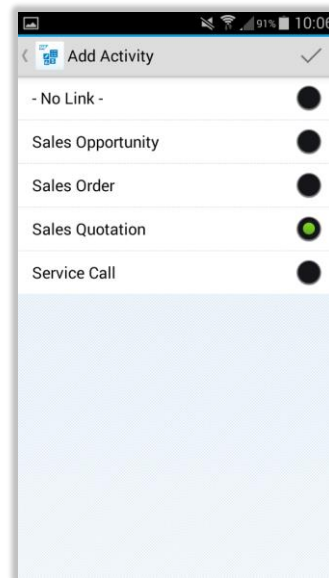 91% 10:06
Add Activity
- No Link -
Sales Opportunity
Sales Order
Sales Quotation
Service Call